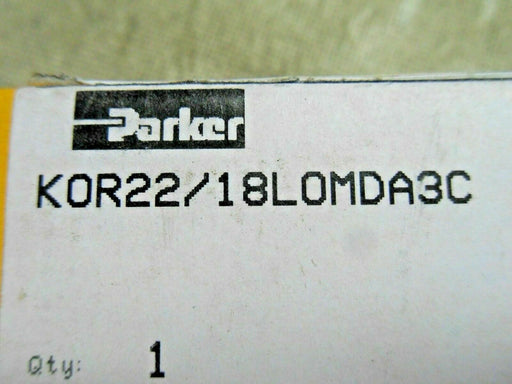 Parker
KOR22/18LOMDA3C
Qty: 1